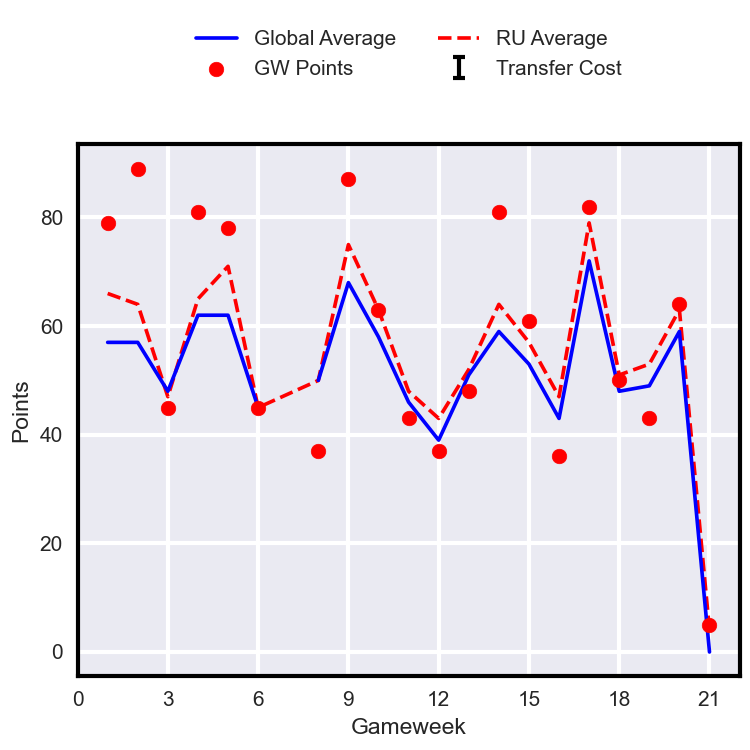 Global Average RU Average
GW Points Transfer Cost
80
60
40
20
0
Points
0 3 6 9 12 15 18 21
Gameweek